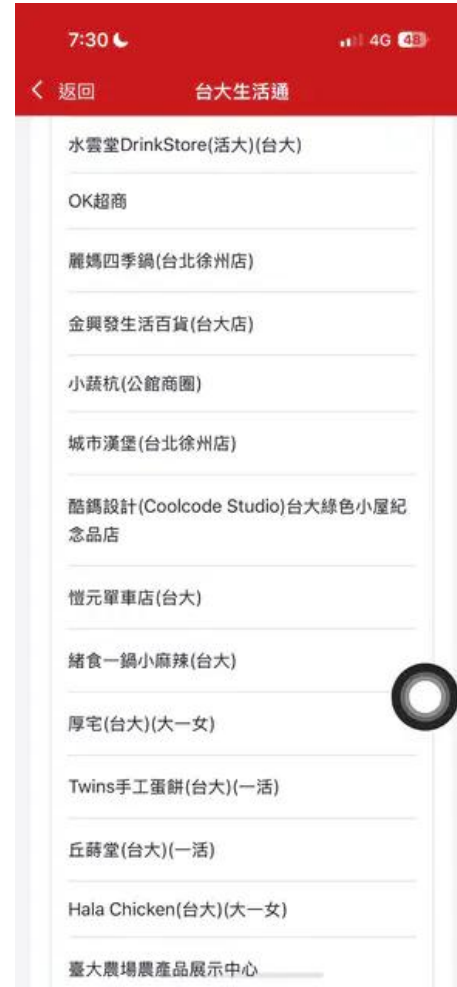 7:30
4G 48
返回 台大生活通
水雲堂DrinkStore(活大)(台大)
OK超商
麗媽四季鍋(台北徐州店)
金興發生活百貨(台大店)
小蔬杭(公館商圈)
城市漢堡(台北徐州店)
酷鎷設計(Coolcode Studio)台大綠色小屋紀
念品店
愷元單車店(台大)
緒食一鍋小麻辣(台大)
厚宅(台大)(大一女)
Twins手工蛋餅(台大)(一活)
丘蒔堂(台大)(一活)
Hala Chicken(台大)(大一女)
臺大農場農產品展示中心